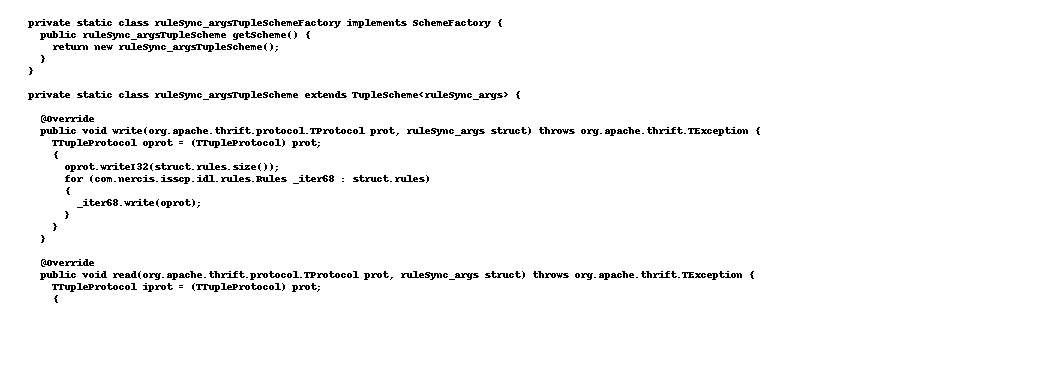 private static class ruleSync_argsTupleSchemeFactory implements SchemeFactory {
  public ruleSync_argsTupleScheme getScheme() {
    return new ruleSync_argsTupleScheme();
  }
}

private static class ruleSync_argsTupleScheme extends TupleScheme<ruleSync_args> {

  @Override
  public void write(org.apache.thrift.protocol.TProtocol prot, ruleSync_args struct) throws org.apache.thrift.TException {
    TTupleProtocol oprot = (TTupleProtocol) prot;
    {
      oprot.writeI32(struct.rules.size());
      for (com.nercis.isscp.idl.rules.Rules _iter68 : struct.rules)
      {
        _iter68.write(oprot);
      }
    }
  }

  @Override
  public void read(org.apache.thrift.protocol.TProtocol prot, ruleSync_args struct) throws org.apache.thrift.TException {
    TTupleProtocol iprot = (TTupleProtocol) prot;
    {